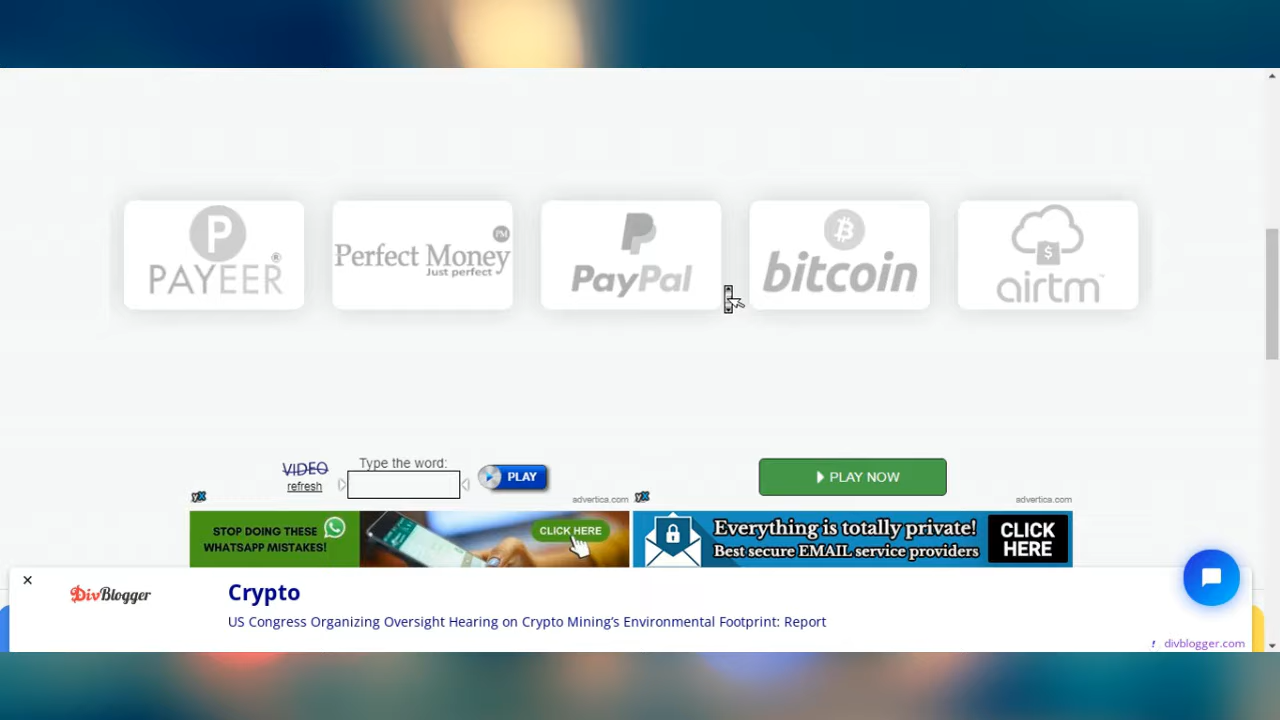 P
PAYEER®
PM
Perfect Money
Just perfect
PayPal
bitcoin
$
airtm™
VIDEO
refresh
Type the word:
PLAY
PLAY NOW
advertica.com
advertica.com
STOP DOING THESE
WHATSAPP MISTAKES!
CLICK HERE
Everything is totally private!
Best secure EMAIL service providers
CLICK
HERE
DivBlogger
Crypto
US Congress Organizing Oversight Hearing on Crypto Mining's Environmental Footprint: Report
divblogger.com